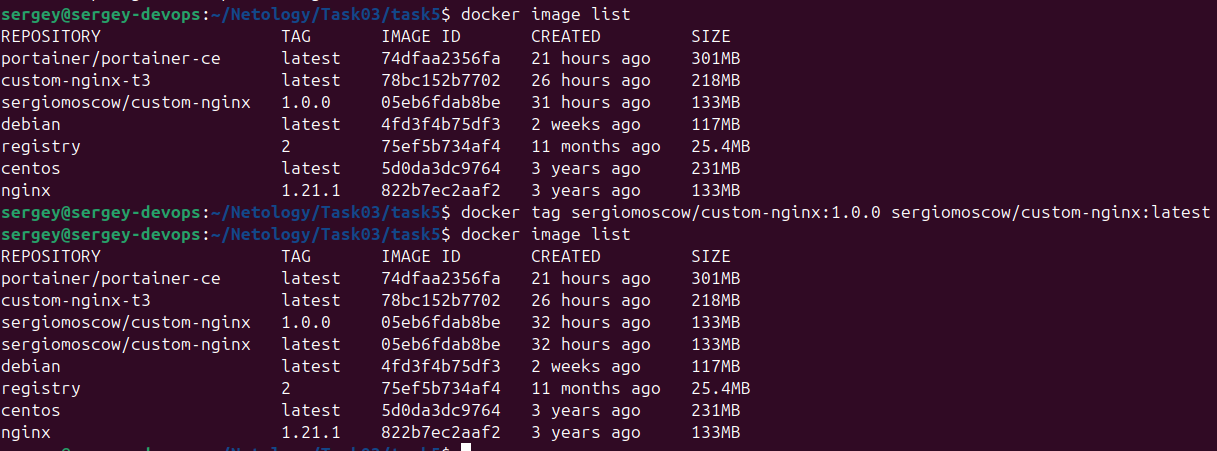 sergey@sergey-devops:~/Netology/Task03/task5$ docker image list
REPOSITORY TAG IMAGE ID CREATED SIZE
portainer/portainer-ce latest 74dfaa2356fa 21 hours ago 301MB
custom-nginx-t3 latest 78bc152b7702 26 hours ago 218MB
sergiomoscow/custom-nginx 1.0.0 05eb6fdab8be 31 hours ago 133MB
debian latest 4fd3f4b75df3 2 weeks ago 117MB
registry 2 75ef5b734af4 11 months ago 25.4MB
centos latest 5d0da3dc9764 3 years ago 231MB
nginx 1.21.1 822b7ec2aaf2 3 years ago 133MB
sergey@sergey-devops:~/Netology/Task03/task5$ docker tag sergiomoscow/custom-nginx:1.0.0 sergiomoscow/custom-nginx:latest
sergey@sergey-devops:~/Netology/Task03/task5$ docker image list
REPOSITORY TAG IMAGE ID CREATED SIZE
portainer/portainer-ce latest 74dfaa2356fa 21 hours ago 301MB
custom-nginx-t3 latest 78bc152b7702 26 hours ago 218MB
sergiomoscow/custom-nginx 1.0.0 05eb6fdab8be 32 hours ago 133MB
sergiomoscow/custom-nginx latest 05eb6fdab8be 32 hours ago 133MB
debian latest 4fd3f4b75df3 2 weeks ago 117MB
registry 2 75ef5b734af4 11 months ago 25.4MB
centos latest 5d0da3dc9764 3 years ago 231MB
nginx 1.21.1 822b7ec2aaf2 3 years ago 133MB
sergey@sergey-devops:~/Netology/Task03/task5$